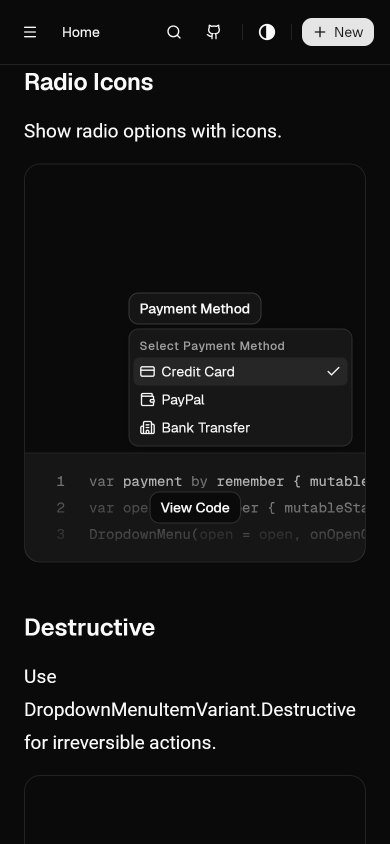 Home
New
Radio Icons
Show radio options with icons.
Payment Method
Select Payment Method
Credit Card
PayPal
Bank Transfer
1 var payment by remember { mutable
2 var ope er { mutableSta
View Code
3 DropdownMenu(open = open, onOpenC
Destructive
Use
DropdownMenuItemVariant.Destructive
for irreversible actions.